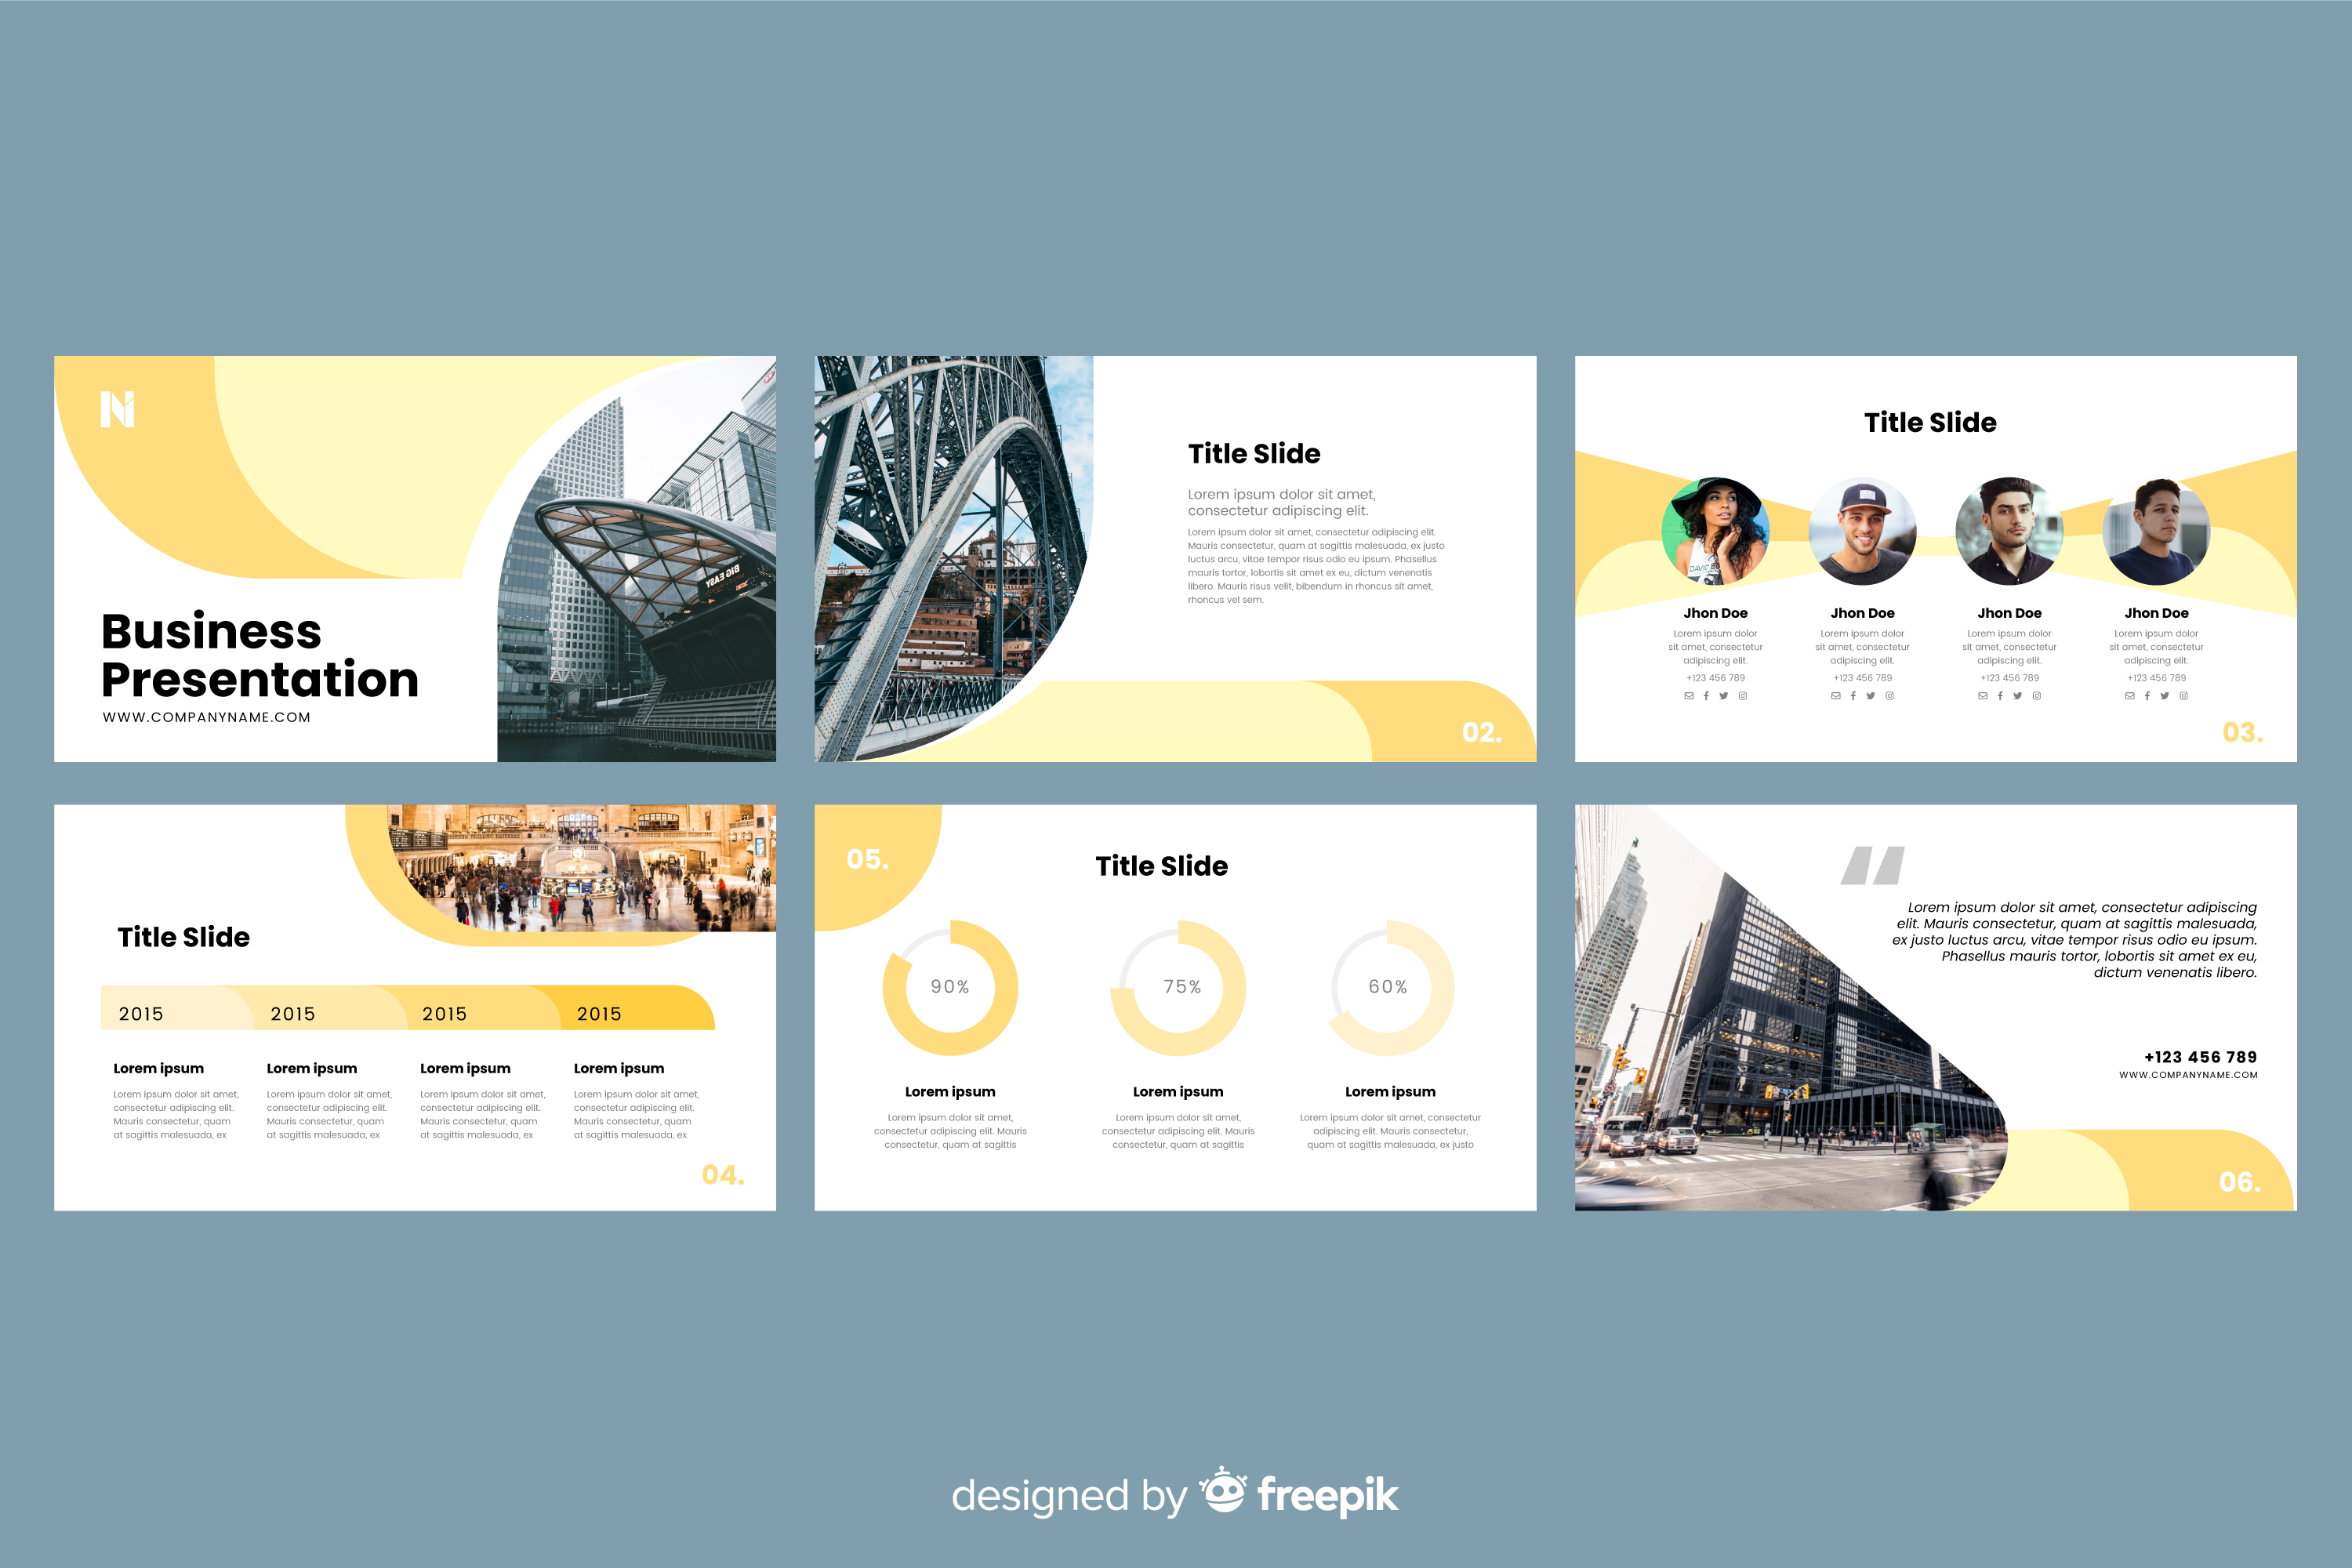 N
Business
Presentation
WWW.COMPANYNAME.COM
BIG EASY
Title Slide
Lorem ipsum dolor sit amet,
consectetur adipiscing elit.
Lorem ipsum dolor sit amet, consectetur adipiscing elit.
Mauris consectetur, quam at sagittis malesuada, ex justo
luctus arcu, vitae tempor risus odio eu ipsum. Phasellus
mauris tortor, lobortis sit amet ex eu, dictum venenatis
libero. Mauris risus velit, bibendum in rhoncus sit amet,
rhoncus vel sem.
02.
Title Slide
Jhon Doe
Lorem ipsum dolor
sit amet, consectetur
adipiscing elit.
+123 456 789
Jhon Doe
Lorem ipsum dolor
sit amet, consectetur
adipiscing elit.
+123 456 789
Jhon Doe
Lorem ipsum dolor
sit amet, consectetur
adipiscing elit.
+123 456 789
Jhon Doe
Lorem ipsum dolor
sit amet, consectetur
adipiscing elit.
+123 456 789
03.
Title Slide
2015
2015
2015
2015
Lorem ipsum
Lorem ipsum dolor sit amet,
consectetur adipiscing elit.
Mauris consectetur, quam
at sagittis malesuada, ex
Lorem ipsum
Lorem ipsum dolor sit amet,
consectetur adipiscing elit.
Mauris consectetur, quam
at sagittis malesuada, ex
Lorem ipsum
Lorem ipsum dolor sit amet,
consectetur adipiscing elit.
Mauris consectetur, quam
at sagittis malesuada, ex
Lorem ipsum
Lorem ipsum dolor sit amet,
consectetur adipiscing elit.
Mauris consectetur, quam
at sagittis malesuada, ex
04.
05.
Title Slide
90%
75%
60%
Lorem ipsum
Lorem ipsum dolor sit amet,
consectetur adipiscing elit. Mauris
consectetur, quam at sagittis
Lorem ipsum
Lorem ipsum dolor sit amet,
consectetur adipiscing elit. Mauris
consectetur, quam at sagittis
Lorem ipsum
Lorem ipsum dolor sit amet, consectetur
adipiscing elit. Mauris consectetur,
quam at sagittis malesuada, ex justo
“
Lorem ipsum dolor sit amet, consectetur adipiscing
elit. Mauris consectetur, quam at sagittis malesuada,
ex justo luctus arcu, vitae tempor risus odio eu ipsum.
Phasellus mauris tortor, lobortis sit amet ex eu,
dictum venenatis libero.
+123 456 789
WWW.COMPANYNAME.COM
06.
designed by freepik